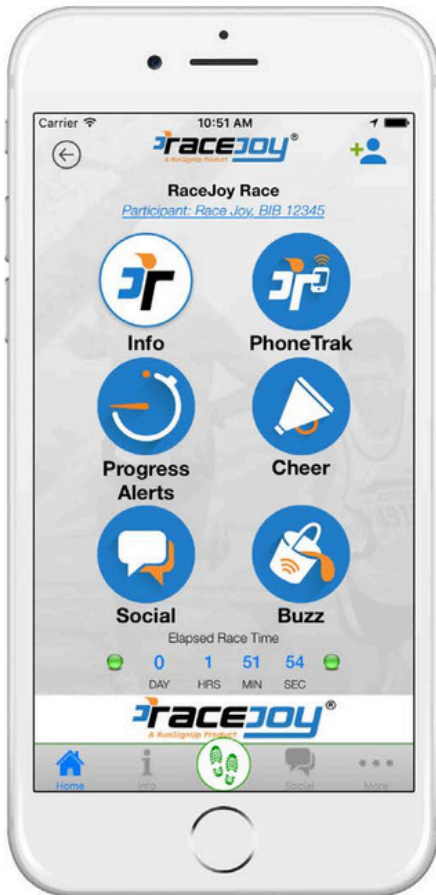 Carrier 10:51 AM
raceJOY®
A RunSignUp Product
RaceJoy Race
Participant: Race Joy, BIB 12345
Info PhoneTrak
Progress Alerts Cheer
Social Buzz
Elapsed Race Time
0 1 51 54
DAY HRS MIN SEC
raceJOY®
A RunSignUp Product
Home Info Social More